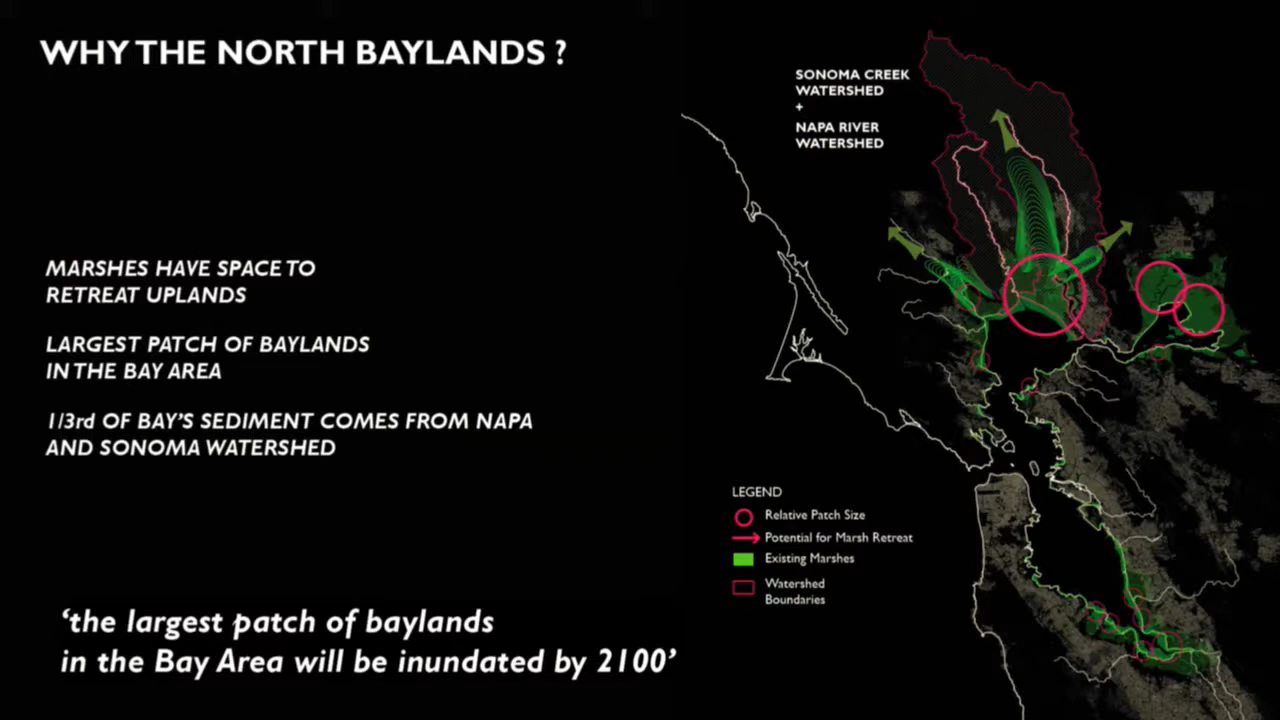 WHY THE NORTH BAYLANDS ?
SONOMA CREEK
WATERSHED
+
NAPA RIVER
WATERSHED
MARSHES HAVE SPACE TO
RETREAT UPLANDS
LARGEST PATCH OF BAYLANDS
IN THE BAY AREA
1/3rd OF BAY'S SEDIMENT COMES FROM NAPA
AND SONOMA WATERSHED
LEGEND
Relative Patch Size
Potential for Marsh Retreat
Existing Marshes
Watershed
Boundaries
‘the largest patch of baylands
in the Bay Area will be inundated by 2100’